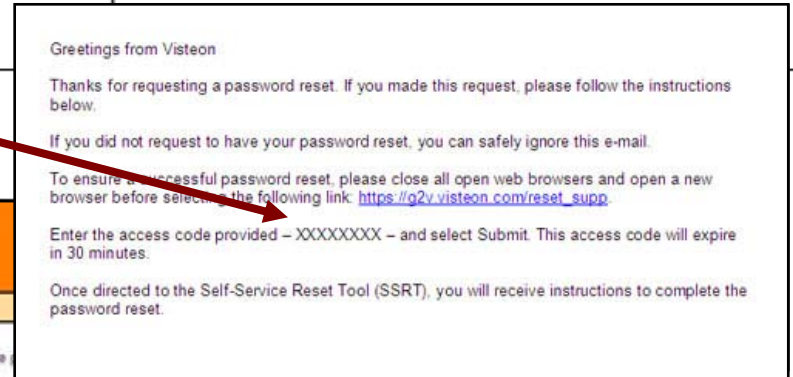 Greetings from Visteon
Thanks for requesting a password reset. If you made this request, please follow the instructions
below.
If you did not request to have your password reset, you can safely ignore this e-mail.
To ensure a successful password reset, please close all open web browsers and open a new
browser before selecting the following link: https://g2v.visteon.com/reset_supp.
Enter the access code provided – XXXXXXXX – and select Submit. This access code will expire
in 30 minutes.
Once directed to the Self-Service Reset Tool (SSRT), you will receive instructions to complete the
password reset.